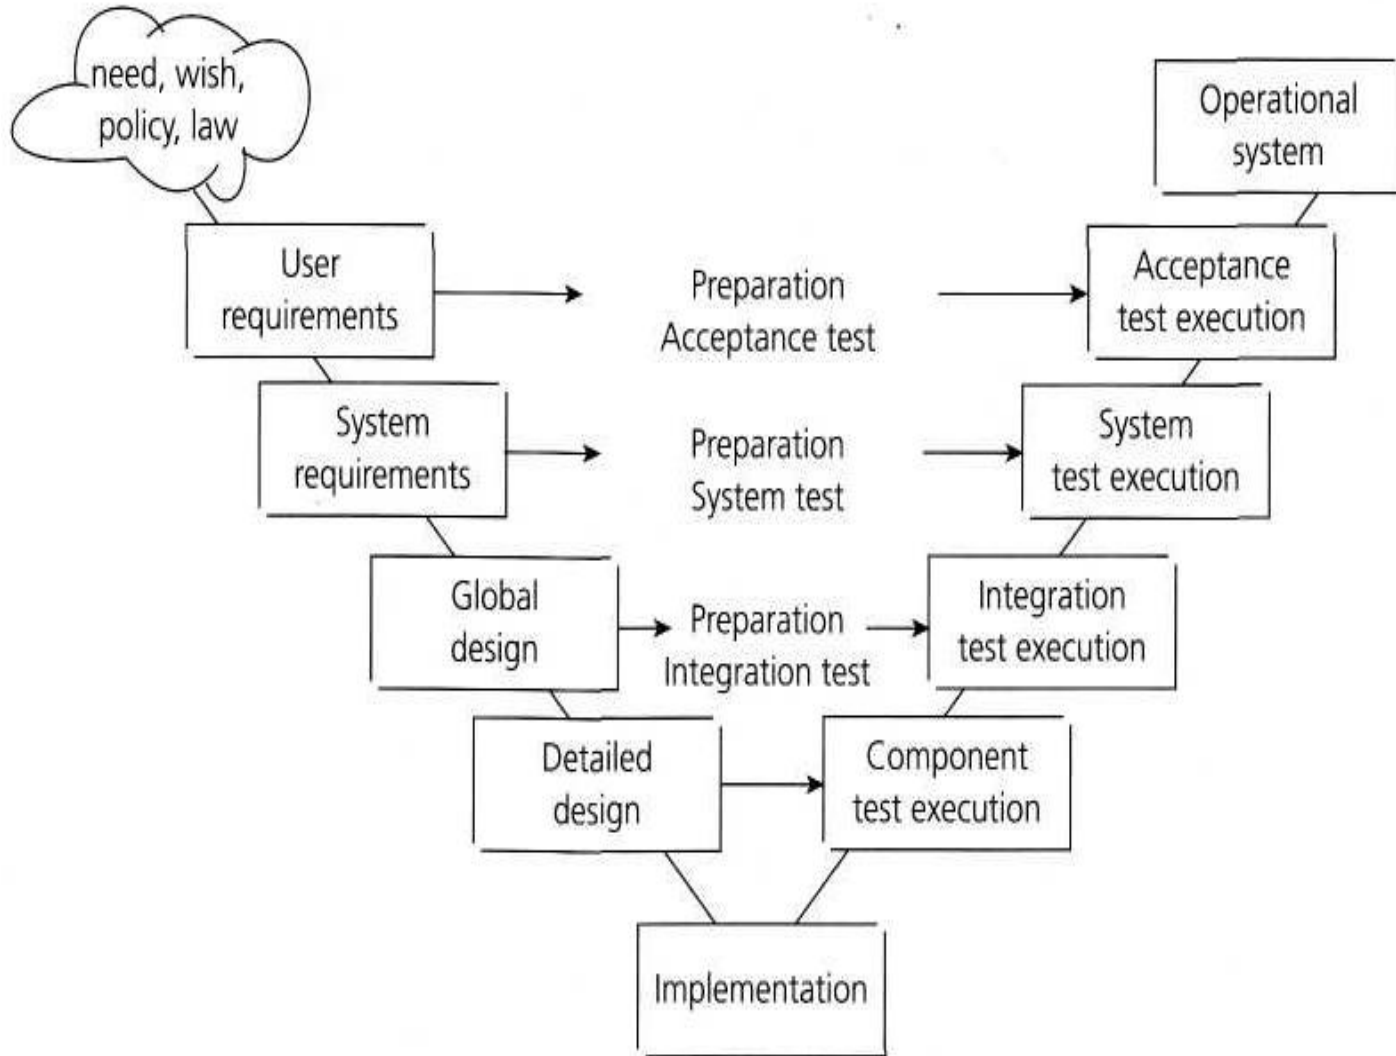 need, wish,
policy, law
Operational
system
User
requirements
Preparation
Acceptance test
Acceptance
test execution
System
requirements
Preparation
System test
System
test execution
Global
design
Preparation
Integration test
Integration
test execution
Detailed
design
Component
test execution
Implementation